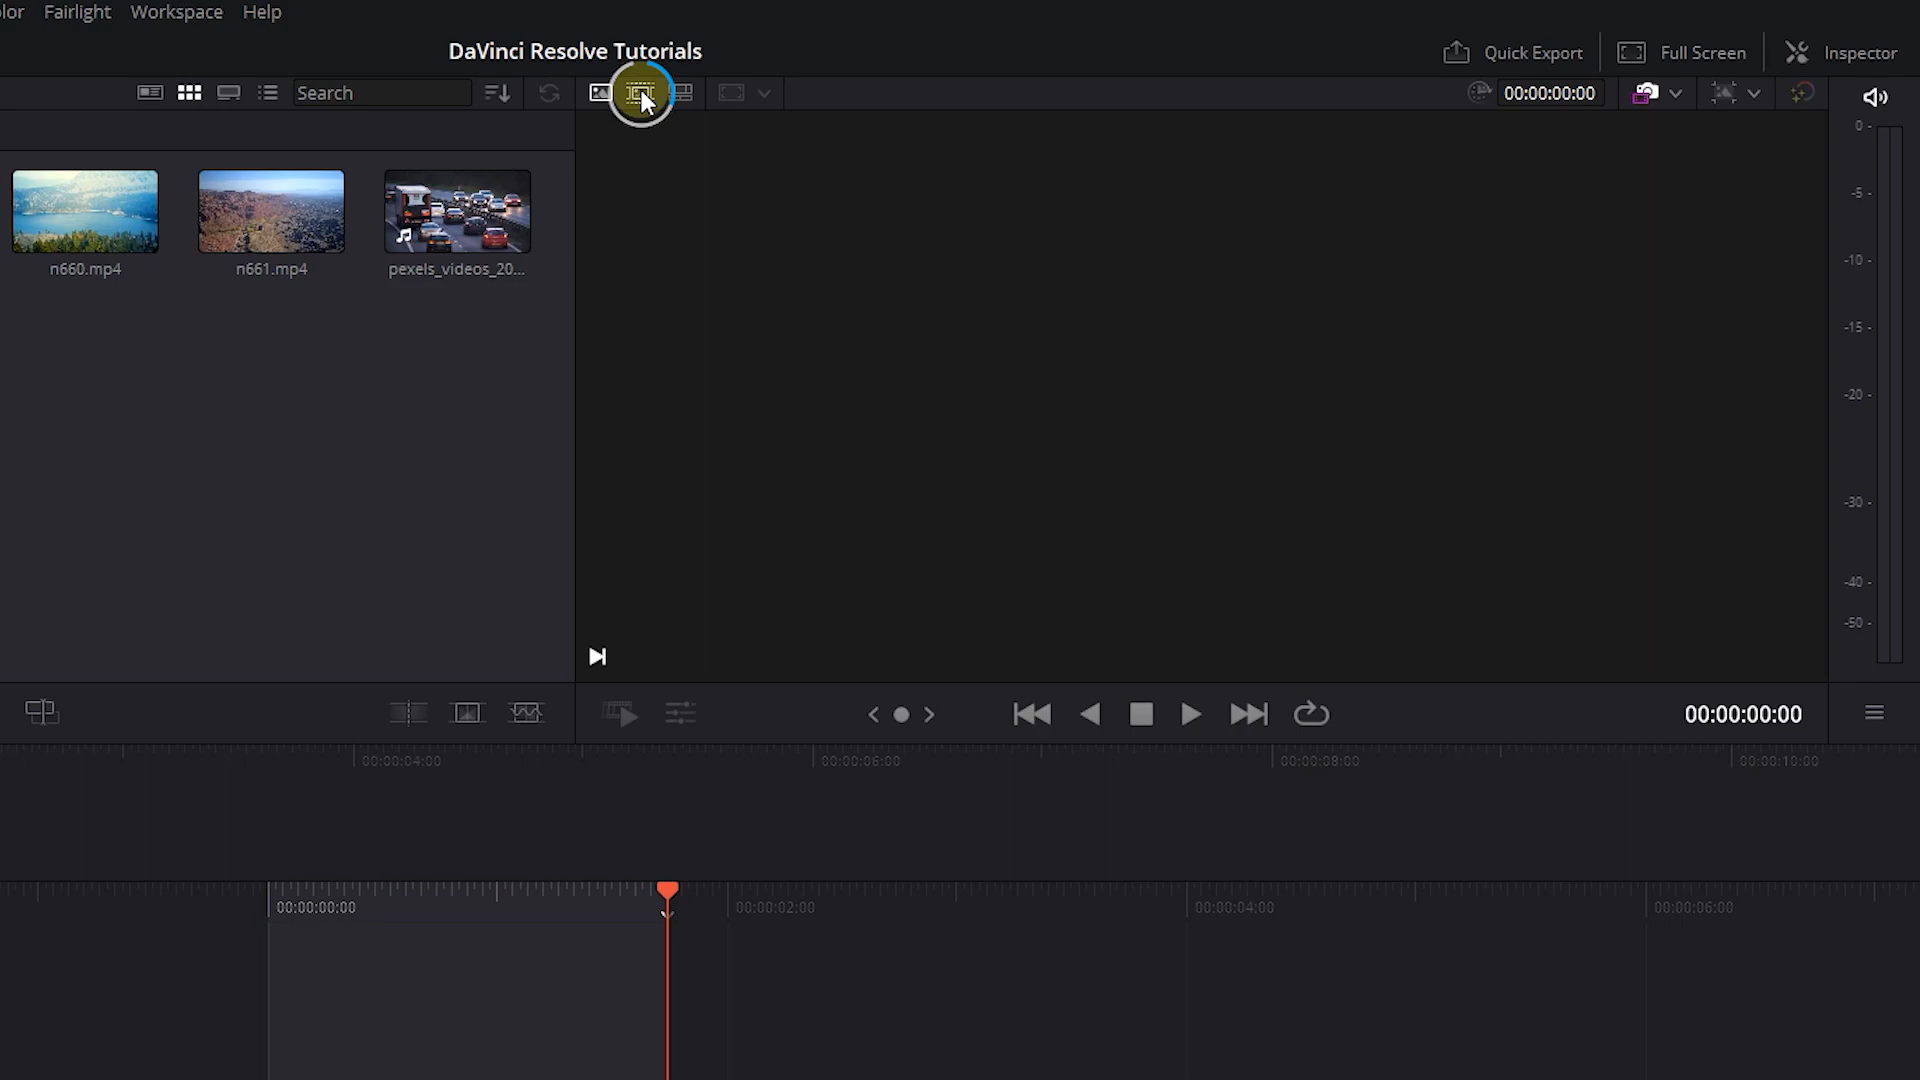 lor Fairlight Workspace Help
DaVinci Resolve Tutorials
Quick Export Full Screen Inspector
Search
00:00:00:00
0 -
-5 -
-10 -
-15 -
-20 -
-30 -
-40 -
-50 -
n660.mp4 n661.mp4 pexels_videos_20...
00:00:00:00
00:00:04:00 00:00:06:00 00:00:08:00 00:00:10:00
00:00:00:00 00:00:02:00 00:00:04:00 00:00:06:00